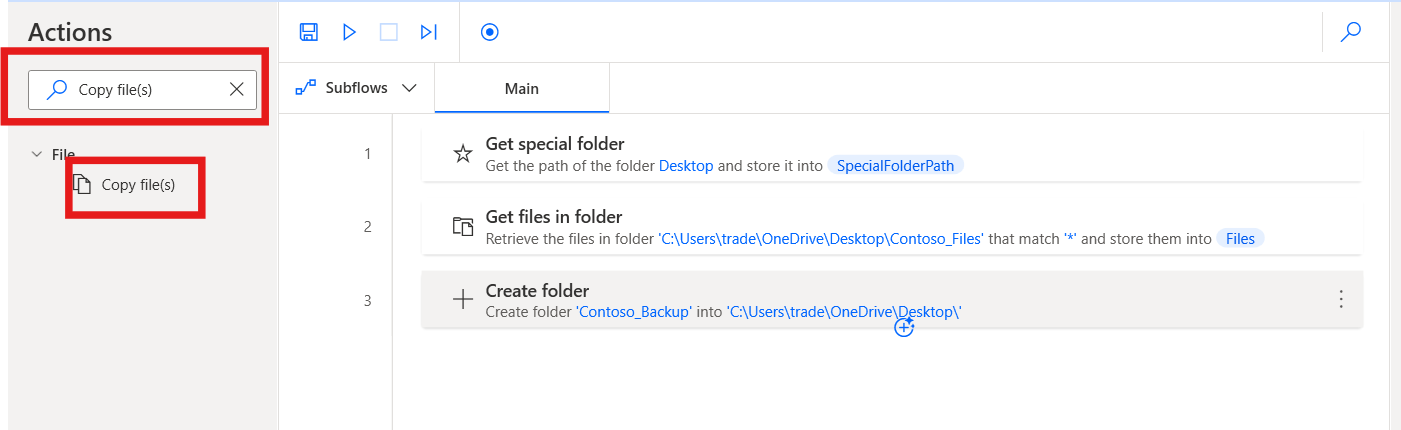 Actions
Copy file(s)
File
Copy file(s)
Subflows
Main
1
Get special folder
Get the path of the folder Desktop and store it into SpecialFolderPath
2
Get files in folder
Retrieve the files in folder 'C:\Users\trade\OneDrive\Desktop\Contoso_Files' that match '*' and store them into Files
3
Create folder
Create folder 'Contoso_Backup' into 'C:\Users\trade\OneDrive\Desktop\'